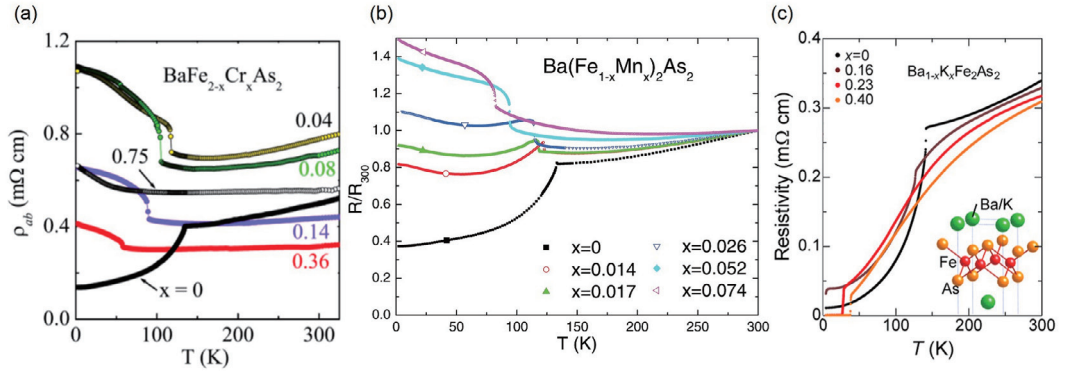 (a)
BaFe2-xCrxAs2
0.04
0.08
0.75
0.14
0.36
x = 0
1.2
0.8
0.4
0.0
0
100
200
300
ρab (mΩ cm)
T (K)
(b)
Ba(Fe1-xMnx)2As2
1.4
1.2
1.0
0.8
0.6
0.4
0.2
0.0
R/R300
x=0
x=0.014
x=0.017
x=0.026
x=0.052
x=0.074
0
50
100
150
200
250
300
T (K)
(c)
x=0
0.16
0.23
0.40
Ba1-xKxFe2As2
0.4
0.3
0.2
0.1
0
Resistivity (mΩ cm)
Ba/K
Fe
As
0
100
200
300
T (K)